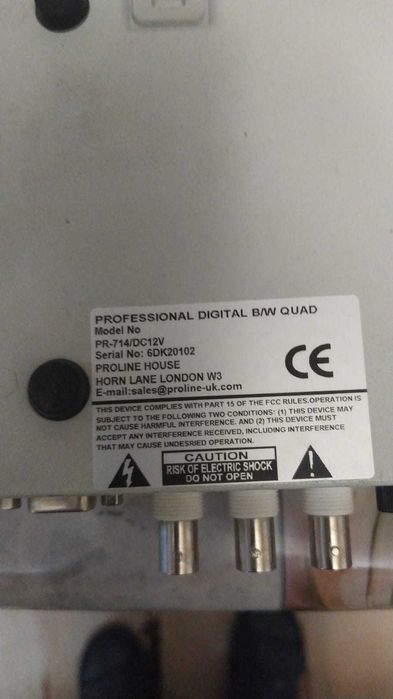 PROFESSIONAL DIGITAL B/W QUAD
Model No
PR-714/DC12V
Serial No: 6DK20102
PROLINE HOUSE
HORN LANE LONDON W3
E-mail:sales@proline-uk.com
CE
THIS DEVICE COMPLIES WITH PART 15 OF THE FCC RULES.OPERATION IS
SUBJECT TO THE FOLLOWING TWO CONDITIONS: (1) THIS DEVICE MAY
NOT CAUSE HARMFUL INTERFERENCE. AND (2) THIS DEVICE MUST
ACCEPT ANY INTERFERENCE RECEIVED, INCLUDING INTERFERENCE
THAT MAY CAUSE UNDESRIED OPERATION.
CAUTION
RISK OF ELECTRIC SHOCK
DO NOT OPEN